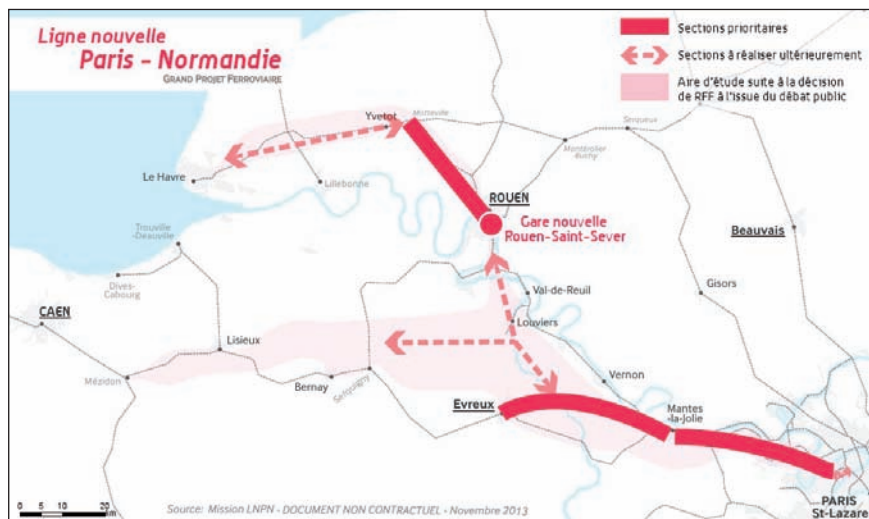 Ligne nouvelle
Paris - Normandie
GRAND PROJET FERROVIAIRE
Sections prioritaires
Sections à réaliser ultérieurement
Aire d'étude suite à la décision
de RFF à l'issue du débat public
Yvetot
Motteville
Serqueux
Montérolier
-Buchy
Le Havre
Lillebonne
ROUEN
Gare nouvelle
Rouen-Saint-Sever
Beauvais
Trouville
-Deauville
Dives-
Cabourg
Val-de-Reuil
Gisors
CAEN
Louviers
Lisieux
Mézidon
Bernay
Serquigny
Vernon
Evreux
Mantes
-la-Jolie
PARIS
St-Lazare
0 5 10 20
km
Source: Mission LNPN - DOCUMENT NON CONTRACTUEL - Novembre 2013